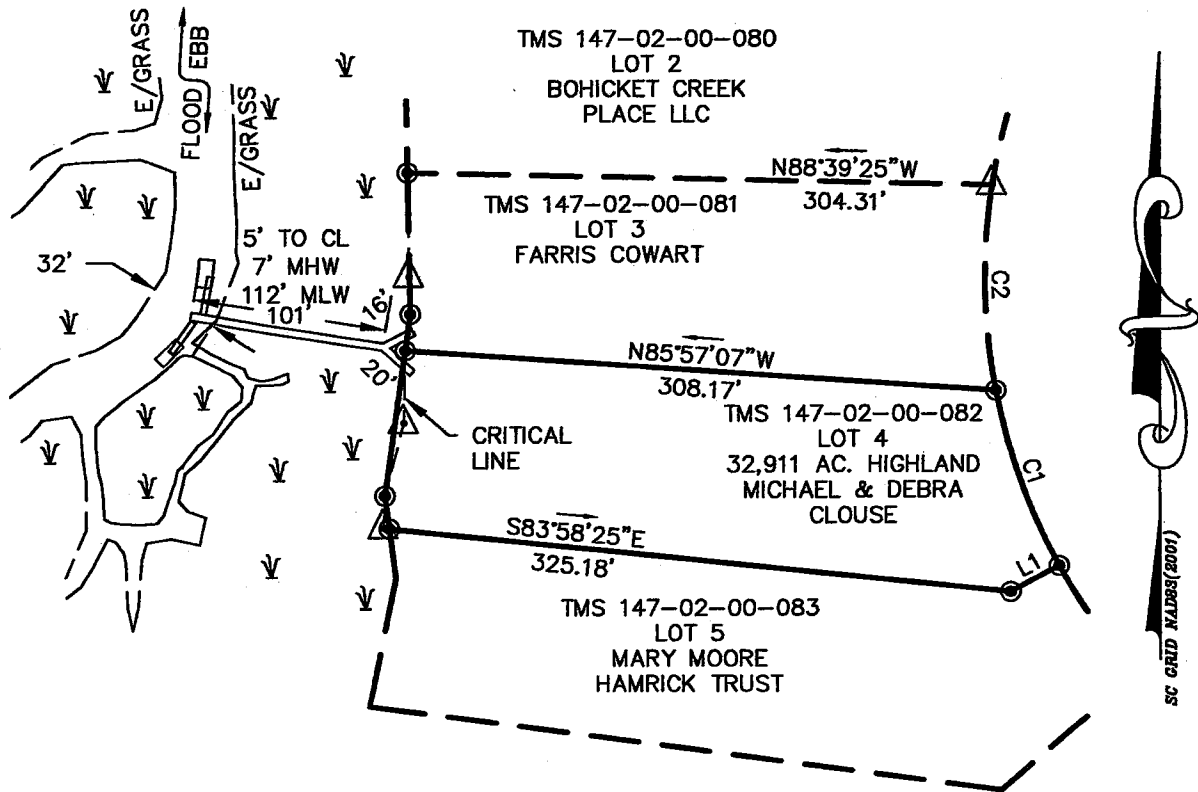 E/GRASS
FLOOD EBB
E/GRASS
TMS 147-02-00-080
LOT 2
BOHICKET CREEK
PLACE LLC
N88°39'25"W
304.31'
TMS 147-02-00-081
LOT 3
FARRIS COWART
5' TO CL
7' MHW
112' MLW
101'
32'
16'
20'
C2
N85°57'07"W
308.17'
TMS 147-02-00-082
LOT 4
32,911 AC. HIGHLAND
MICHAEL & DEBRA
CLOUSE
CRITICAL
LINE
C1
S83°58'25"E
325.18'
L1
TMS 147-02-00-083
LOT 5
MARY MOORE
HAMRICK TRUST
SC GRID NAD83(2001)